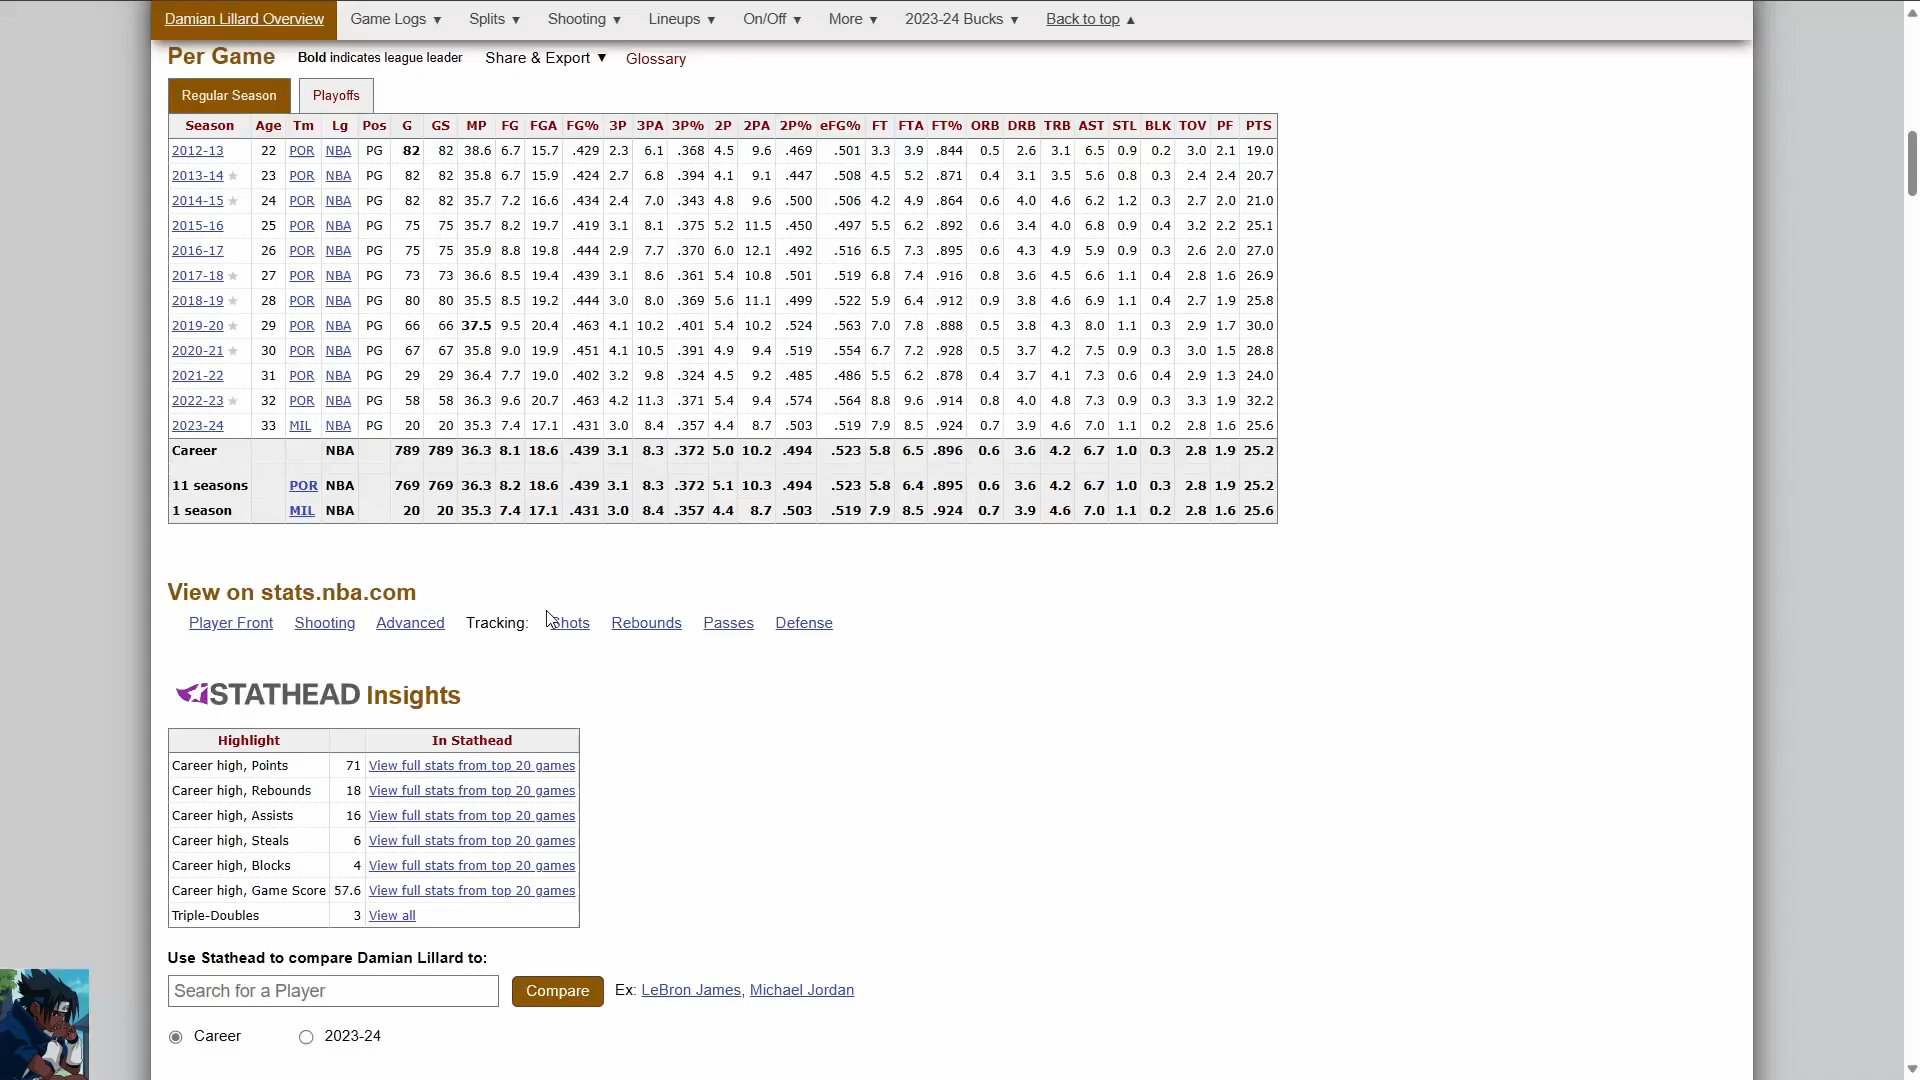 Damian Lillard Overview Game Logs ▼ Splits ▼ Shooting ▼ Lineups ▼ On/Off ▼ More ▼ 2023-24 Bucks ▼ Back to top ▲
Per Game Bold indicates league leader Share & Export ▼ Glossary
Regular Season Playoffs
Season Age Tm Lg Pos G GS MP FG FGA FG% 3P 3PA 3P% 2P 2PA 2P% eFG% FT FTA FT% ORB DRB TRB AST STL BLK TOV PF PTS
2012-13 22 POR NBA PG 82 82 38.6 6.7 15.7 .429 2.3 6.1 .368 4.5 9.6 .469 .501 3.3 3.9 .844 0.5 2.6 3.1 6.5 0.9 0.2 3.0 2.1 19.0
2013-14 ★ 23 POR NBA PG 82 82 35.8 6.7 15.9 .424 2.7 6.8 .394 4.1 9.1 .447 .508 4.5 5.2 .871 0.4 3.1 3.5 5.6 0.8 0.3 2.4 2.4 20.7
2014-15 ★ 24 POR NBA PG 82 82 35.7 7.2 16.6 .434 2.4 7.0 .343 4.8 9.6 .500 .506 4.2 4.9 .864 0.6 4.0 4.6 6.2 1.2 0.3 2.7 2.0 21.0
2015-16 25 POR NBA PG 75 75 35.7 8.2 19.7 .419 3.1 8.1 .375 5.2 11.5 .450 .497 5.5 6.2 .892 0.6 3.4 4.0 6.8 0.9 0.4 3.2 2.2 25.1
2016-17 26 POR NBA PG 75 75 35.9 8.8 19.8 .444 2.9 7.7 .370 6.0 12.1 .492 .516 6.5 7.3 .895 0.6 4.3 4.9 5.9 0.9 0.3 2.6 2.0 27.0
2017-18 ★ 27 POR NBA PG 73 73 36.6 8.5 19.4 .439 3.1 8.6 .361 5.4 10.8 .501 .519 6.8 7.4 .916 0.8 3.6 4.5 6.6 1.1 0.4 2.8 1.6 26.9
2018-19 ★ 28 POR NBA PG 80 80 35.5 8.5 19.2 .444 3.0 8.0 .369 5.6 11.1 .499 .522 5.9 6.4 .912 0.9 3.8 4.6 6.9 1.1 0.4 2.7 1.9 25.8
2019-20 ★ 29 POR NBA PG 66 66 37.5 9.5 20.4 .463 4.1 10.2 .401 5.4 10.2 .524 .563 7.0 7.8 .888 0.5 3.8 4.3 8.0 1.1 0.3 2.9 1.7 30.0
2020-21 ★ 30 POR NBA PG 67 67 35.8 9.0 19.9 .451 4.1 10.5 .391 4.9 9.4 .519 .554 6.7 7.2 .928 0.5 3.7 4.2 7.5 0.9 0.3 3.0 1.5 28.8
2021-22 31 POR NBA PG 29 29 36.4 7.7 19.0 .402 3.2 9.8 .324 4.5 9.2 .485 .486 5.5 6.2 .878 0.4 3.7 4.1 7.3 0.6 0.4 2.9 1.3 24.0
2022-23 ★ 32 POR NBA PG 58 58 36.3 9.6 20.7 .463 4.2 11.3 .371 5.4 9.4 .574 .564 8.8 9.6 .914 0.8 4.0 4.8 7.3 0.9 0.3 3.3 1.9 32.2
2023-24 33 MIL NBA PG 20 20 35.3 7.4 17.1 .431 3.0 8.4 .357 4.4 8.7 .503 .519 7.9 8.5 .924 0.7 3.9 4.6 7.0 1.1 0.2 2.8 1.6 25.6
Career NBA 789 789 36.3 8.1 18.6 .439 3.1 8.3 .372 5.0 10.2 .494 .523 5.8 6.5 .896 0.6 3.6 4.2 6.7 1.0 0.3 2.8 1.9 25.2
11 seasons POR NBA 769 769 36.3 8.2 18.6 .439 3.1 8.3 .372 5.1 10.3 .494 .523 5.8 6.4 .895 0.6 3.6 4.2 6.7 1.0 0.3 2.8 1.9 25.2
1 season MIL NBA 20 20 35.3 7.4 17.1 .431 3.0 8.4 .357 4.4 8.7 .503 .519 7.9 8.5 .924 0.7 3.9 4.6 7.0 1.1 0.2 2.8 1.6 25.6
View on stats.nba.com
Player Front Shooting Advanced Tracking: Shots Rebounds Passes Defense
STATHEAD Insights
Highlight In Stathead
Career high, Points 71 View full stats from top 20 games
Career high, Rebounds 18 View full stats from top 20 games
Career high, Assists 16 View full stats from top 20 games
Career high, Steals 6 View full stats from top 20 games
Career high, Blocks 4 View full stats from top 20 games
Career high, Game Score 57.6 View full stats from top 20 games
Triple-Doubles 3 View all
Use Stathead to compare Damian Lillard to:
Search for a Player Compare Ex: LeBron James, Michael Jordan
Career 2023-24